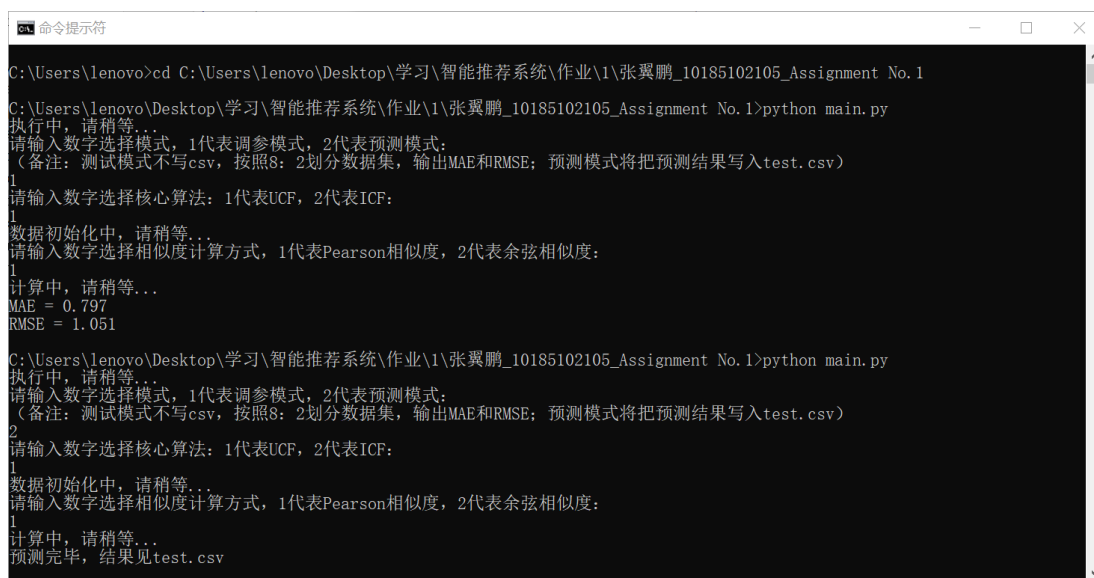 命令提示符
C:\Users\lenovo>cd C:\Users\lenovo\Desktop\学习\智能推荐系统\作业\1\张翼鹏_10185102105_Assignment No.1
C:\Users\lenovo\Desktop\学习\智能推荐系统\作业\1\张翼鹏_10185102105_Assignment No.1>python main.py
执行中，请稍等...
请输入数字选择模式，1代表调参模式，2代表预测模式：
（备注：测试模式不写csv，按照8：2划分数据集，输出MAE和RMSE；预测模式将把预测结果写入test.csv）
1
请输入数字选择核心算法：1代表UCF，2代表ICF：
1
数据初始化中，请稍等...
请输入数字选择相似度计算方式，1代表Pearson相似度，2代表余弦相似度：
1
计算中，请稍等...
MAE = 0.797
RMSE = 1.051
C:\Users\lenovo\Desktop\学习\智能推荐系统\作业\1\张翼鹏_10185102105_Assignment No.1>python main.py
执行中，请稍等...
请输入数字选择模式，1代表调参模式，2代表预测模式：
（备注：测试模式不写csv，按照8：2划分数据集，输出MAE和RMSE；预测模式将把预测结果写入test.csv）
2
请输入数字选择核心算法：1代表UCF，2代表ICF：
1
数据初始化中，请稍等...
请输入数字选择相似度计算方式，1代表Pearson相似度，2代表余弦相似度：
1
计算中，请稍等...
预测完毕，结果见test.csv